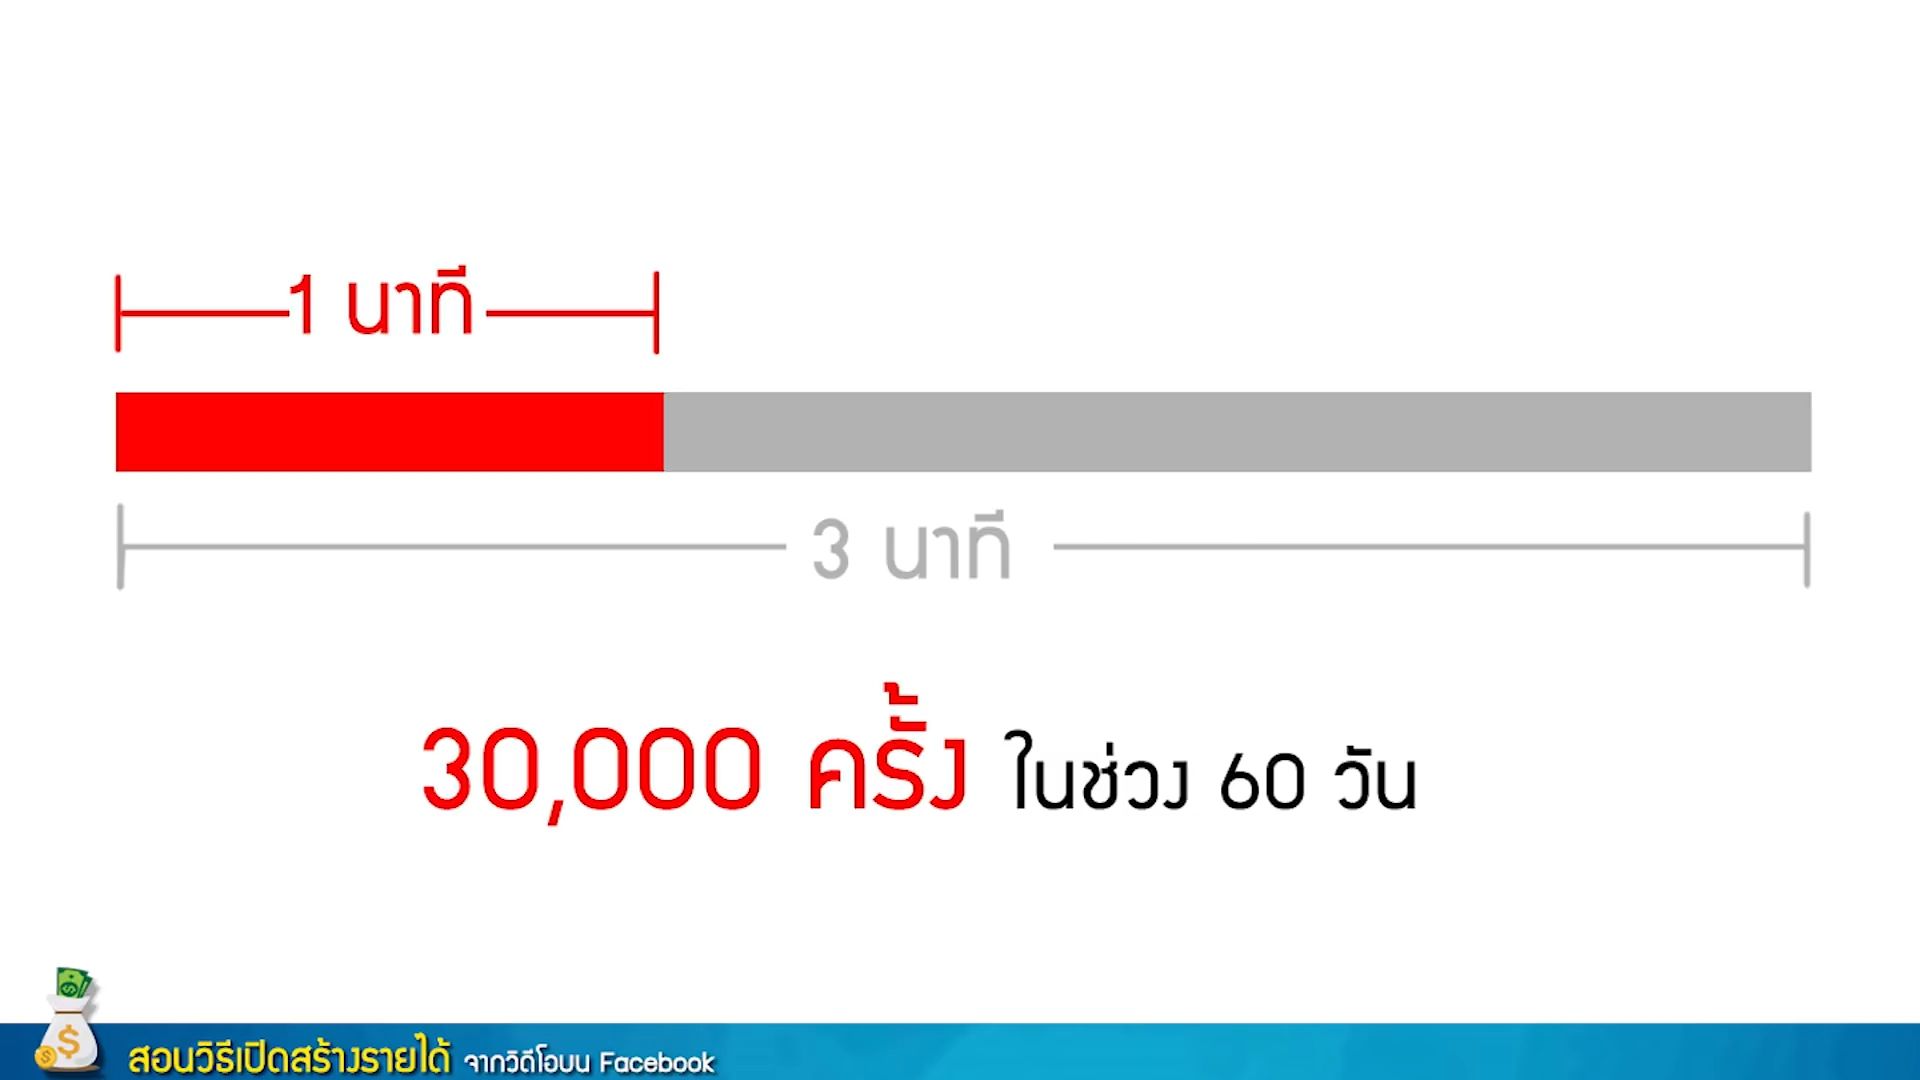 1 นาที
3 นาที
30,000 ครั้ง ในช่วง 60 วัน
สอนวิธีเปิดสร้างรายได้ จากวิดีโอบน Facebook